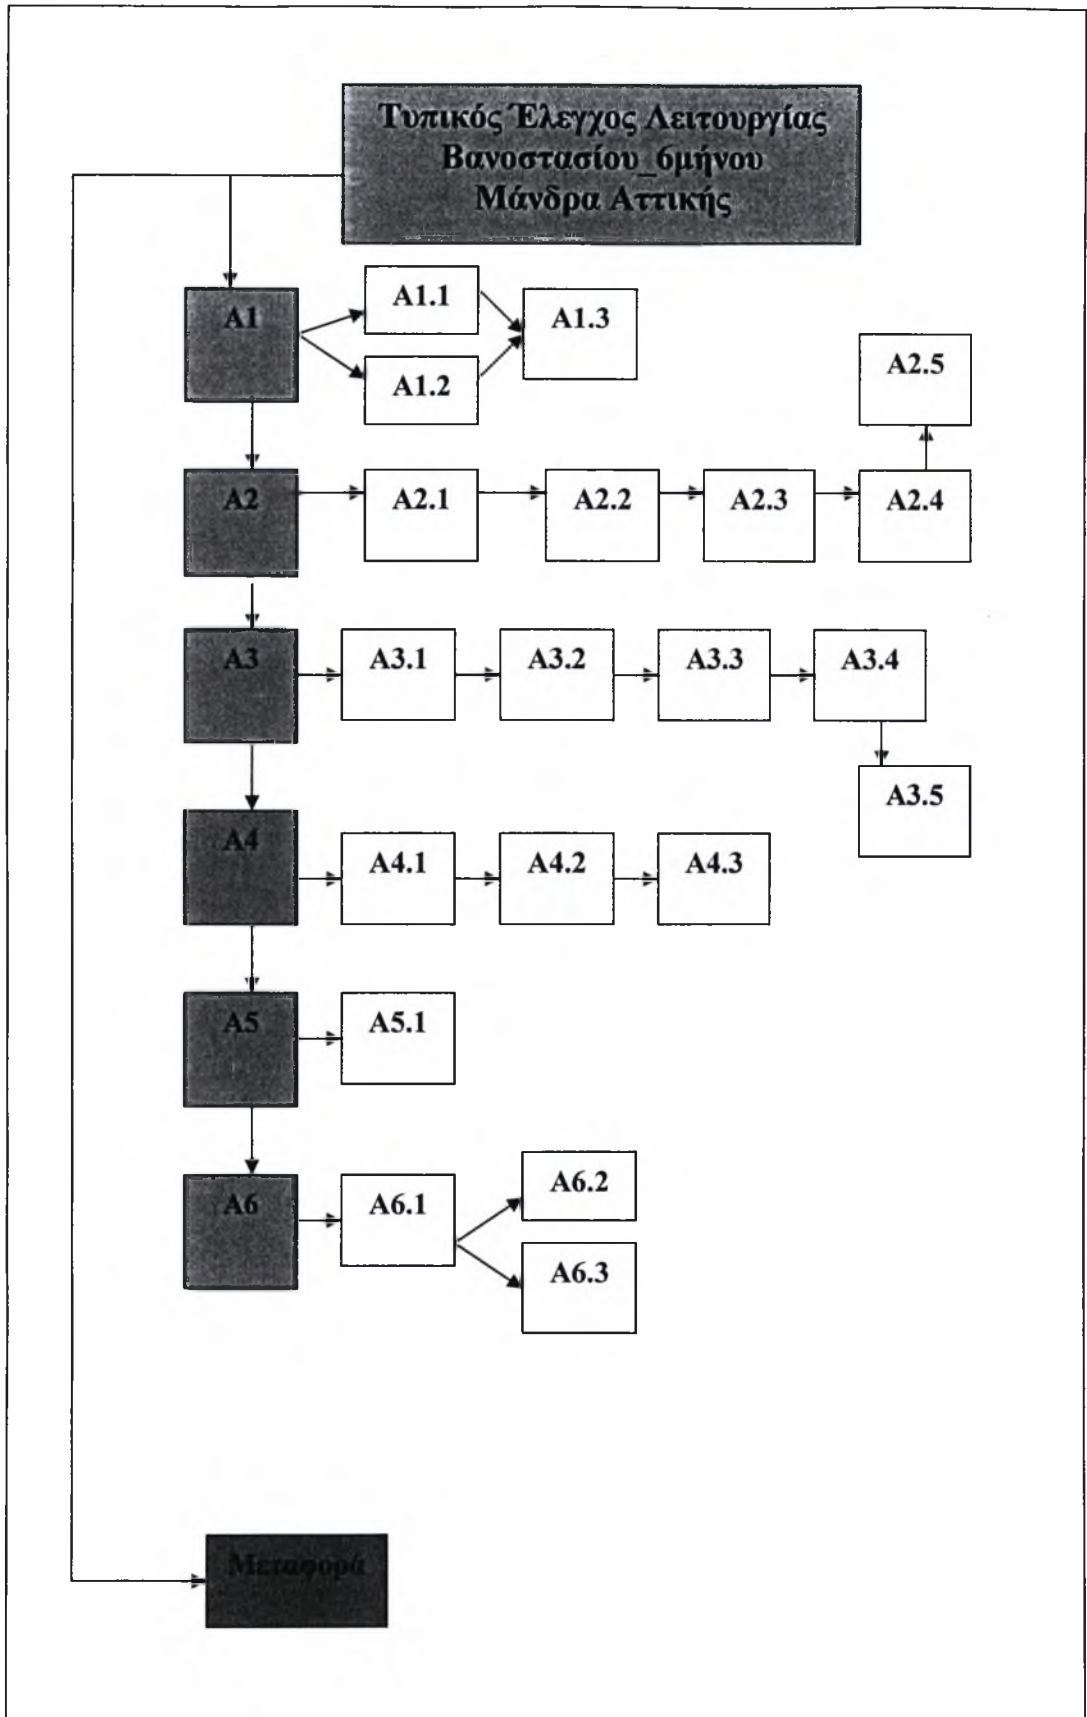 Τυπικός Έλεγχος Λειτουργίας
Βανοστασίου_6μήνου
Μάνδρα Αττικής
A1
A1.1
A1.2
A1.3
A2
A2.1
A2.2
A2.3
A2.4
A2.5
A3
A3.1
A3.2
A3.3
A3.4
A3.5
A4
A4.1
A4.2
A4.3
A5
A5.1
A6
A6.1
A6.2
A6.3
Μεταφορά